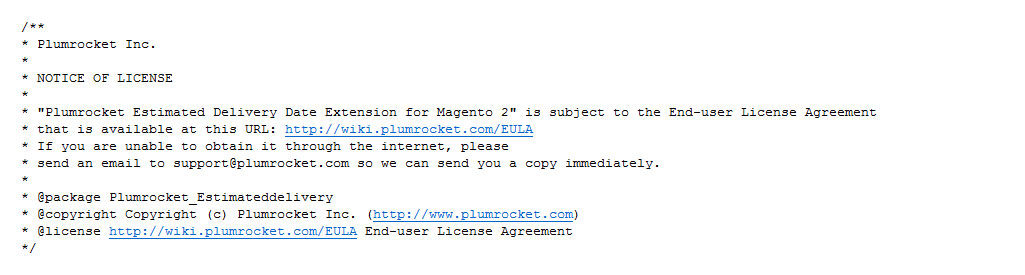 /**
* Plumrocket Inc.
*
* NOTICE OF LICENSE
*
* "Plumrocket Estimated Delivery Date Extension for Magento 2" is subject to the End-user License Agreement
* that is available at this URL: http://wiki.plumrocket.com/EULA
* If you are unable to obtain it through the internet, please
* send an email to support@plumrocket.com so we can send you a copy immediately.
*
* @package Plumrocket_Estimateddelivery
* @copyright Copyright (c) Plumrocket Inc. (http://www.plumrocket.com)
* @license http://wiki.plumrocket.com/EULA End-user License Agreement
*/